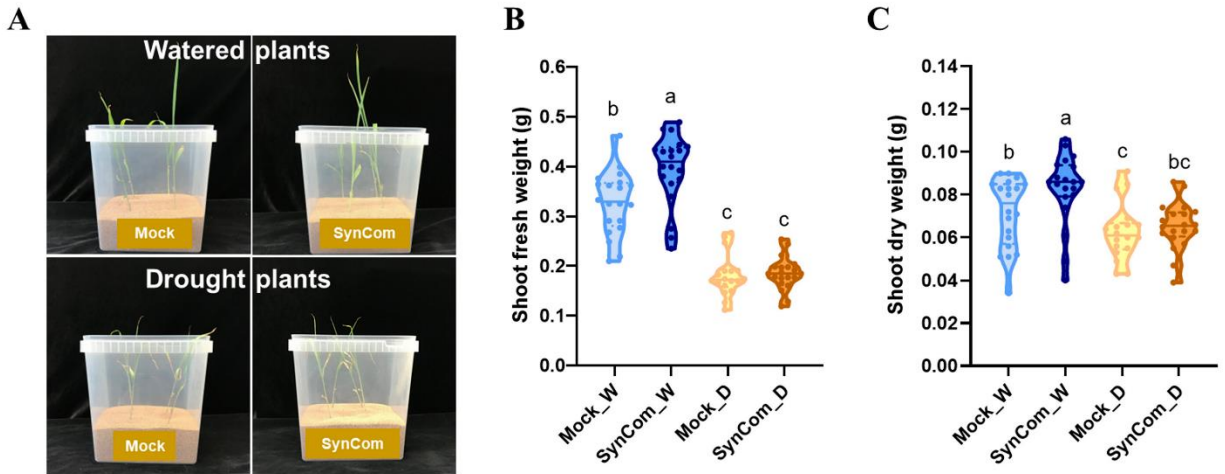 A
Watered plants
Mock
SynCom
Drought plants
Mock
SynCom
B
Shoot fresh weight (g)
0.6
0.5
0.4
0.3
0.2
0.1
0.0
b
a
c
c
Mock_W
SynCom_W
Mock_D
SynCom_D
C
Shoot dry weight (g)
0.14
0.12
0.10
0.08
0.06
0.04
0.02
0.00
b
a
c
bc
Mock_W
SynCom_W
Mock_D
SynCom_D